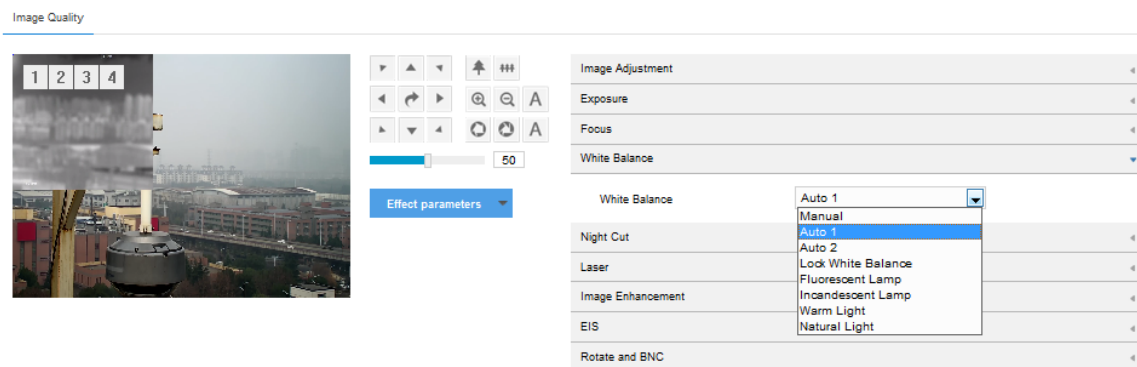 Image Quality
1 2 3 4
A
A
50
Effect parameters
Image Adjustment
Exposure
Focus
White Balance
White Balance Auto 1
Manual
Auto 1
Auto 2
Lock White Balance
Fluorescent Lamp
Incandescent Lamp
Warm Light
Natural Light
Night Cut
Laser
Image Enhancement
EIS
Rotate and BNC